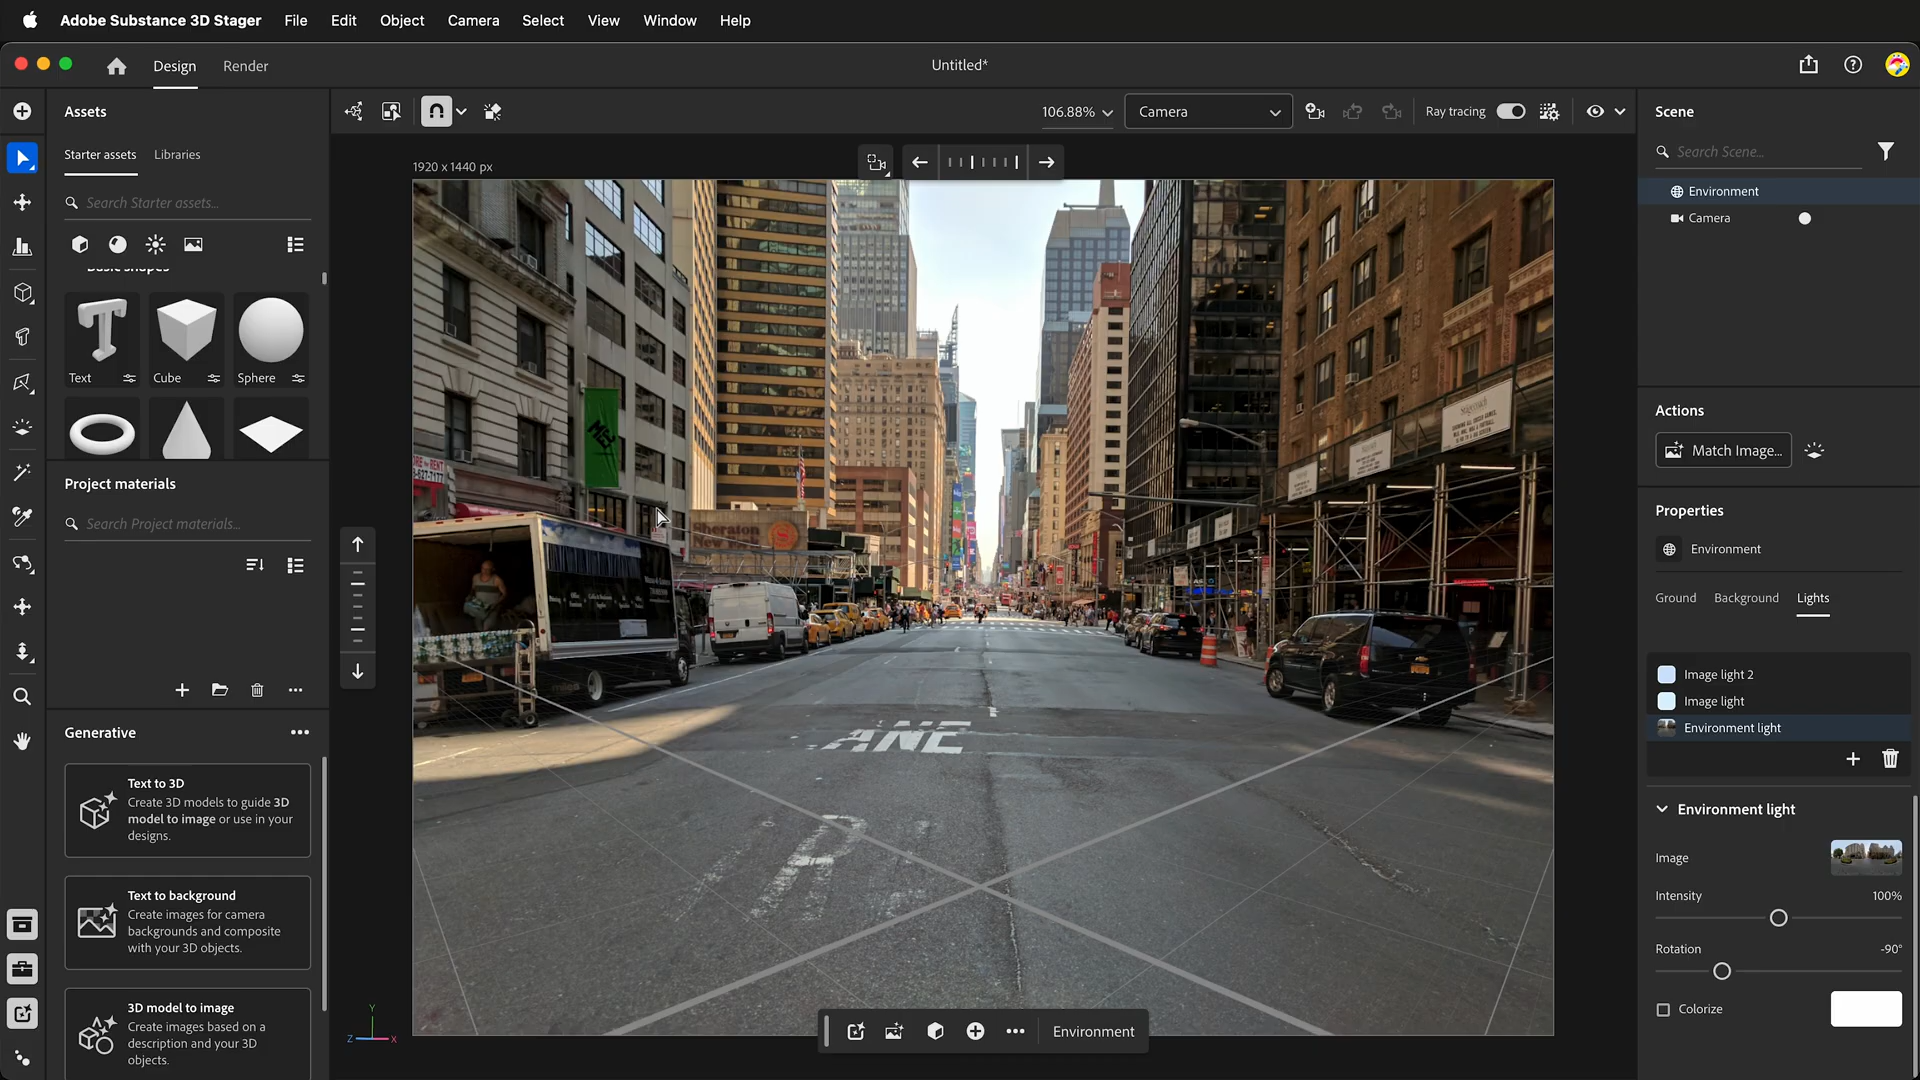 Adobe Substance 3D Stager File Edit Object Camera Select View Window Help
Design Render Untitled*
Assets
Starter assets Libraries
Search Starter assets...
Basic shapes
Text Cube Sphere
Project materials
Search Project materials...
Generative
Text to 3D
Create 3D models to guide 3D
model to image or use in your
designs.
Text to background
Create images for camera
backgrounds and composite
with your 3D objects.
3D model to image
Create images based on a
description and your 3D
objects.
106.88% Camera Ray tracing
1920 x 1440 px
Sheraton
ANE
Y
Z X
Environment
Scene
Search Scene...
Environment
Camera
Actions
Match Image...
Properties
Environment
Ground Background Lights
Image light 2
Image light
Environment light
Environment light
Image
Intensity 100%
Rotation -90°
Colorize